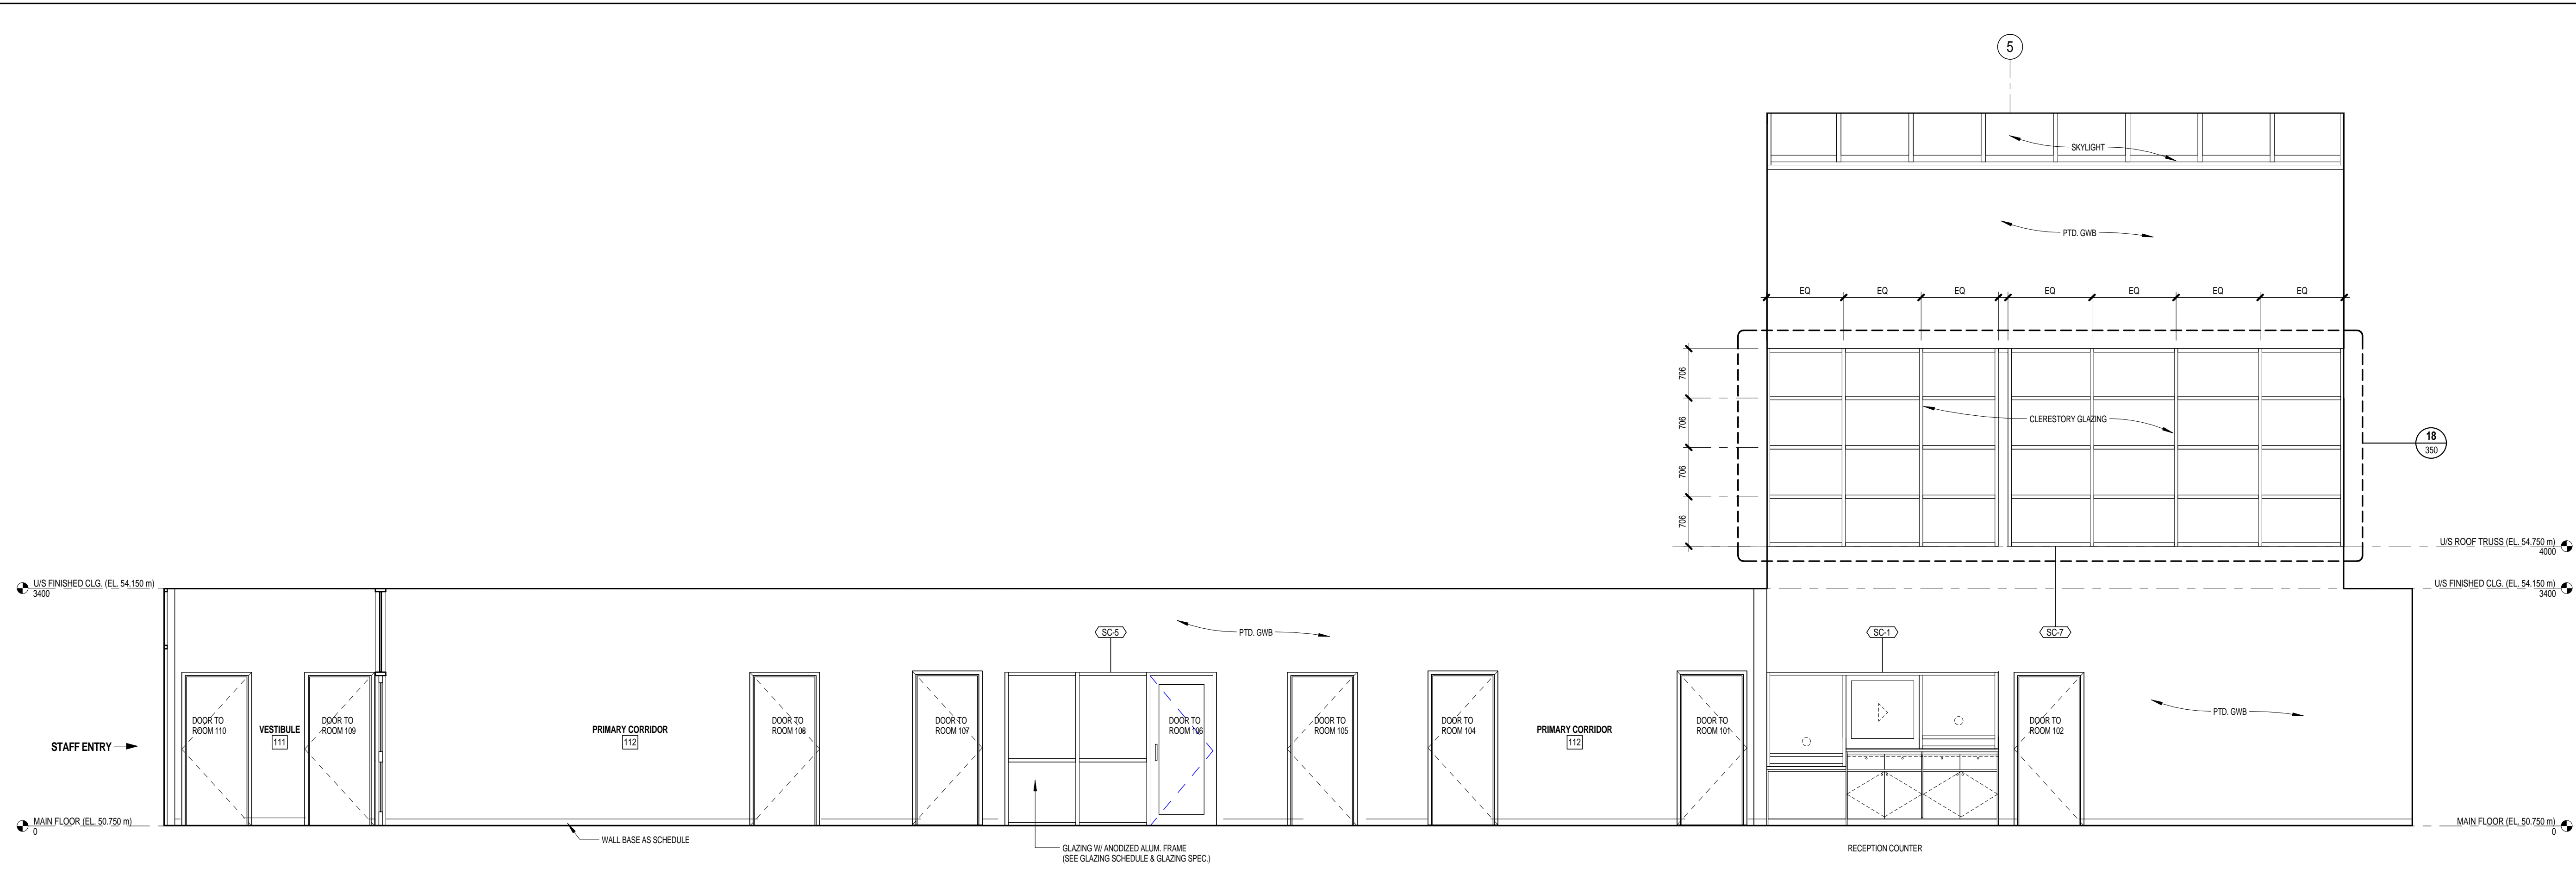 5
SKYLIGHT
PTD. GWB
EQ EQ EQ EQ EQ EQ EQ
706
706
706
706
CLERESTORY GLAZING
18
350
U/S ROOF TRUSS (EL. 54.750 m)
4000
U/S FINISHED CLG. (EL. 54.150 m)
3400
U/S FINISHED CLG. (EL. 54.150 m)
3400
SC-5
PTD. GWB
SC-1
SC-7
STAFF ENTRY
DOOR TO
ROOM 110
VESTIBULE
111
DOOR TO
ROOM 109
PRIMARY CORRIDOR
112
DOOR TO
ROOM 108
DOOR TO
ROOM 107
DOOR TO
ROOM 106
DOOR TO
ROOM 105
DOOR TO
ROOM 104
PRIMARY CORRIDOR
112
DOOR TO
ROOM 101
DOOR TO
ROOM 102
PTD. GWB
MAIN FLOOR (EL. 50.750 m)
0
WALL BASE AS SCHEDULE
GLAZING W/ ANODIZED ALUM. FRAME
(SEE GLAZING SCHEDULE & GLAZING SPEC.)
RECEPTION COUNTER
MAIN FLOOR (EL. 50.750 m)
0